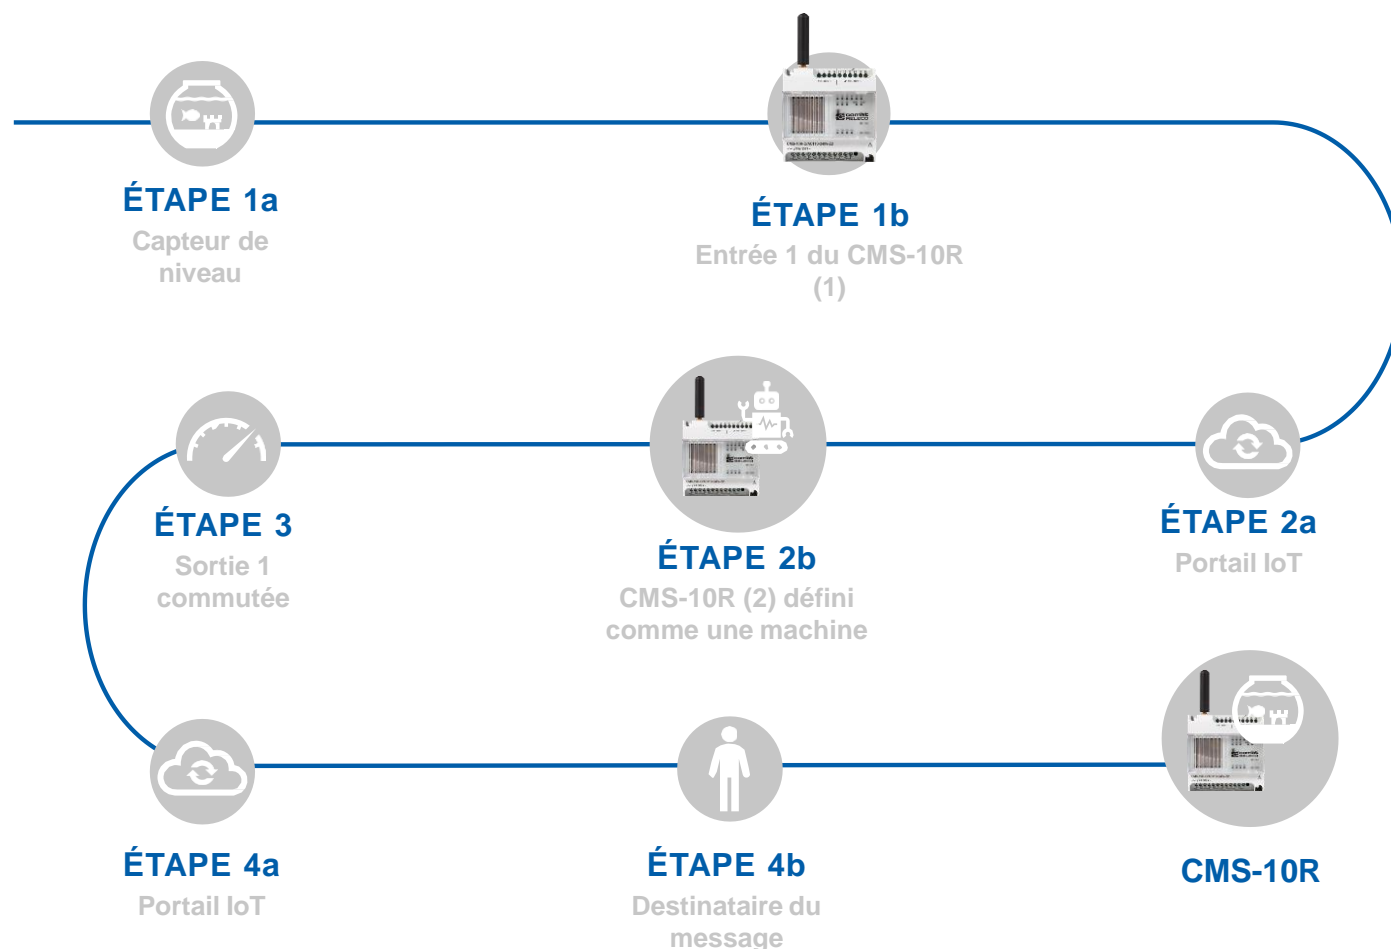 ÉTAPE 1a
Capteur de
niveau
ÉTAPE 1b
Entrée 1 du CMS-10R
(1)
ÉTAPE 3
Sortie 1
commutée
ÉTAPE 2b
CMS-10R (2) défini
comme une machine
ÉTAPE 2a
Portail IoT
ÉTAPE 4a
Portail IoT
ÉTAPE 4b
Destinataire du
message
CMS-10R